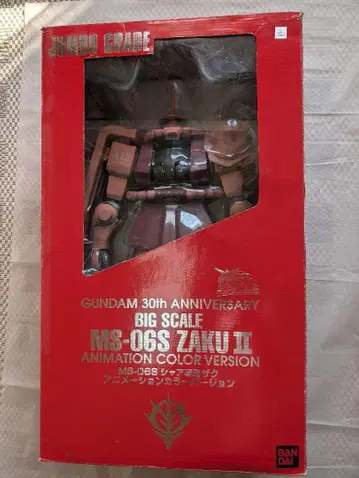 JUMBO GRADE
GUNDAM 30th ANNIVERSARY
BIG SCALE
MS-06S ZAKU II
ANIMATION COLOR VERSION
MS-06S シャア専用ザク
アニメーションカラーバージョン
BAN
DAI